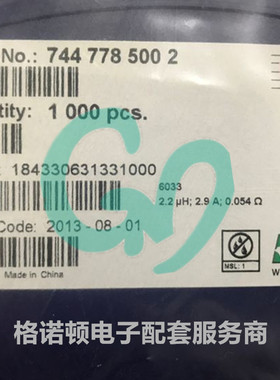 No.: 744 778 500 2
tity: 1 000 pcs.
184330631331000
6033
2.2 µH; 2.9 A; 0.054 Ω
Code: 2013 - 08 - 01
MSL: 1
Made in China
W
GN
格诺顿电子配套服务商